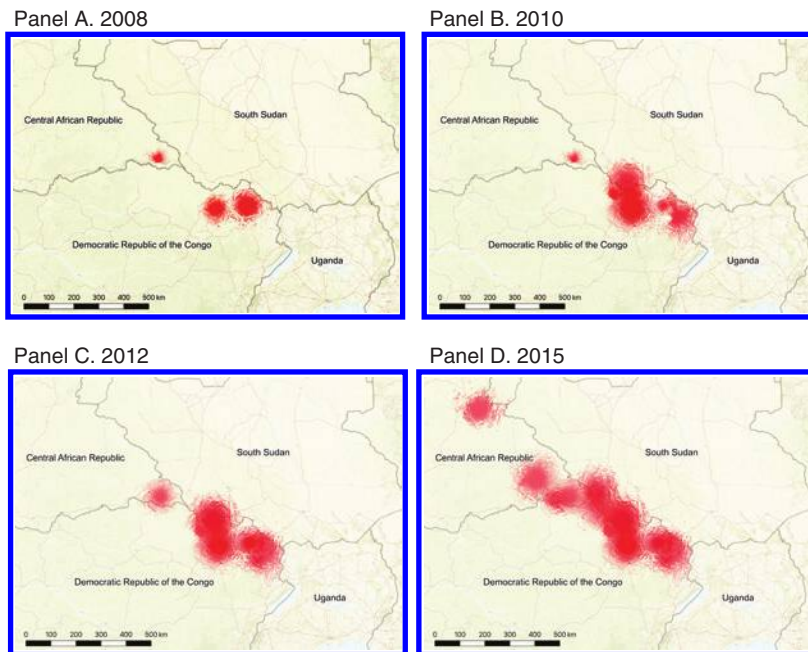 Panel A. 2008
South Sudan
Central African Republic
Democratic Republic of the Congo
Uganda
0 100 200 300 400 500 km
Panel B. 2010
South Sudan
Central African Republic
Democratic Republic of the Congo
Uganda
0 100 200 300 400 500 km
Panel C. 2012
South Sudan
Central African Republic
Democratic Republic of the Congo
Uganda
0 100 200 300 400 500 km
Panel D. 2015
South Sudan
Central African Republic
Democratic Republic of the Congo
Uganda
0 100 200 300 400 500 km